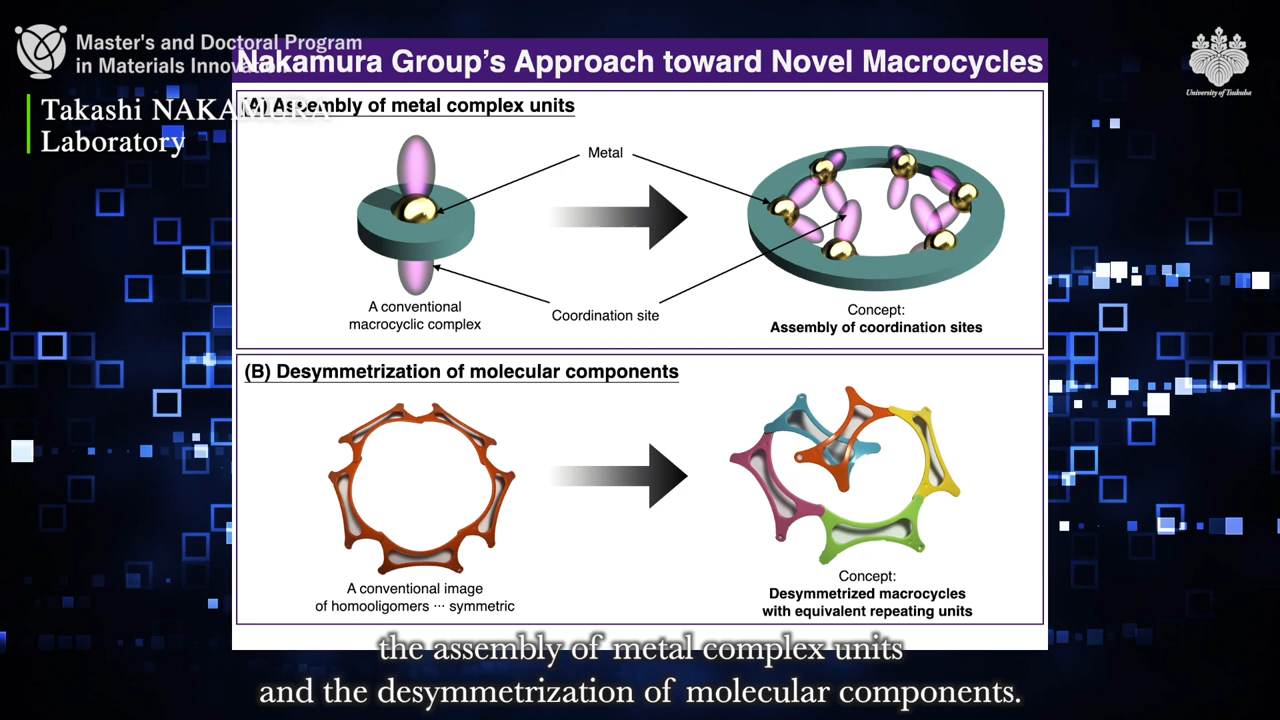 Master's and Doctoral Program
in Materials Innovation
Takashi NAKAMURA
Laboratory
University of Tsukuba
Nakamura Group's Approach toward Novel Macrocycles
(A) Assembly of metal complex units
Metal
A conventional
macrocyclic complex
Coordination site
Concept:
Assembly of coordination sites
(B) Desymmetrization of molecular components
A conventional image
of homooligomers ··· symmetric
Concept:
Desymmetrized macrocycles
with equivalent repeating units
the assembly of metal complex units
and the desymmetrization of molecular components.